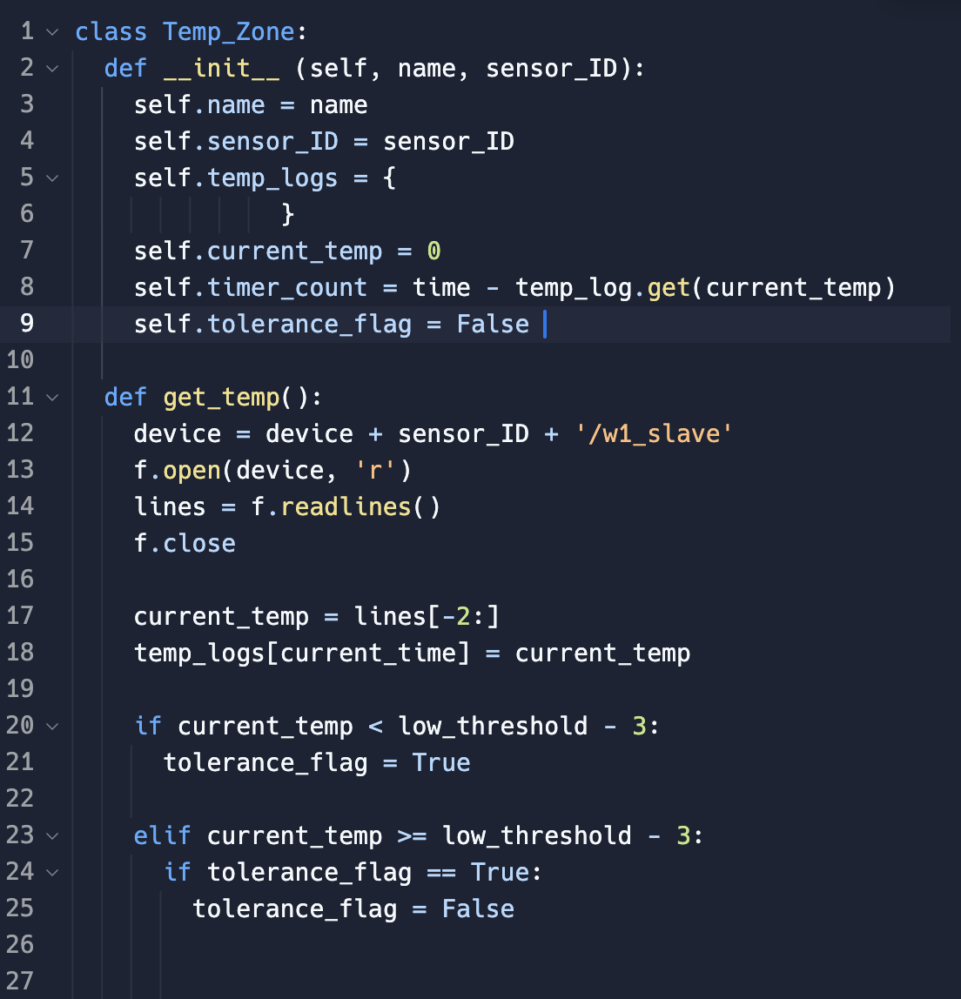 1 class Temp_Zone:
2   def __init__ (self, name, sensor_ID):
3     self.name = name
4     self.sensor_ID = sensor_ID
5     self.temp_logs = {
6               }
7     self.current_temp = 0
8     self.timer_count = time - temp_log.get(current_temp)
9     self.tolerance_flag = False
10
11   def get_temp():
12     device = device + sensor_ID + '/w1_slave'
13     f.open(device, 'r')
14     lines = f.readlines()
15     f.close
16
17     current_temp = lines[-2:]
18     temp_logs[current_time] = current_temp
19
20     if current_temp < low_threshold - 3:
21       tolerance_flag = True
22
23     elif current_temp >= low_threshold - 3:
24       if tolerance_flag == True:
25         tolerance_flag = False
26
27